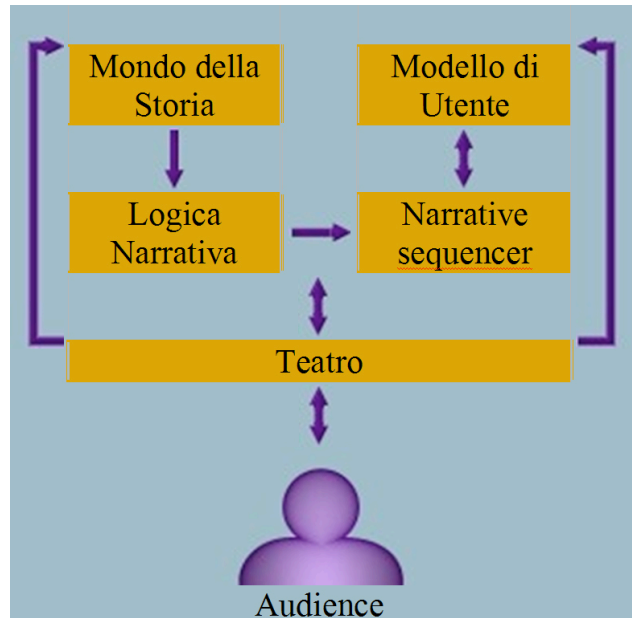 Mondo della
Storia
Modello di
Utente
Logica
Narrativa
Narrative
sequencer
Teatro
Audience